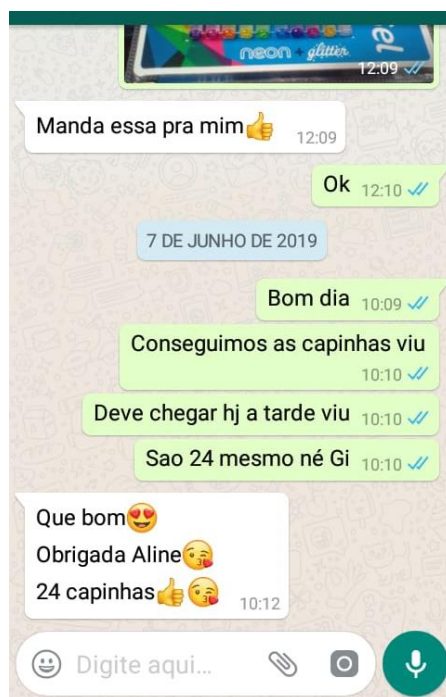 neon + glitter
el
12:09
Manda essa pra mim👍
12:09
Ok 12:10
7 DE JUNHO DE 2019
Bom dia 10:09
Conseguimos as capinhas viu
10:10
Deve chegar hj a tarde viu 10:10
Sao 24 mesmo né Gi 10:10
Que bom😍
Obrigada Aline😘
24 capinhas👍😘
10:12
Digite aqui...